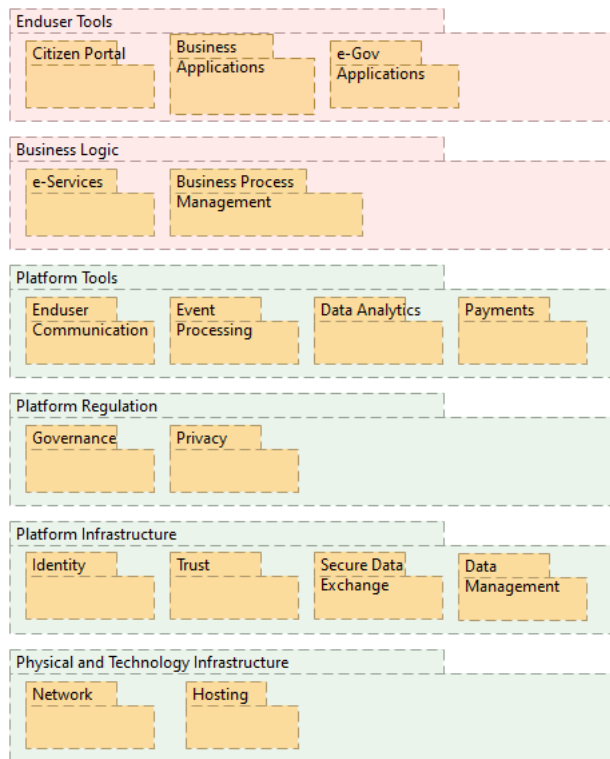 Enduser Tools
Citizen Portal
Business
Applications
e-Gov
Applications
Business Logic
e-Services
Business Process
Management
Platform Tools
Enduser
Communication
Event
Processing
Data Analytics
Payments
Platform Regulation
Governance
Privacy
Platform Infrastructure
Identity
Trust
Secure Data
Exchange
Data
Management
Physical and Technology Infrastructure
Network
Hosting